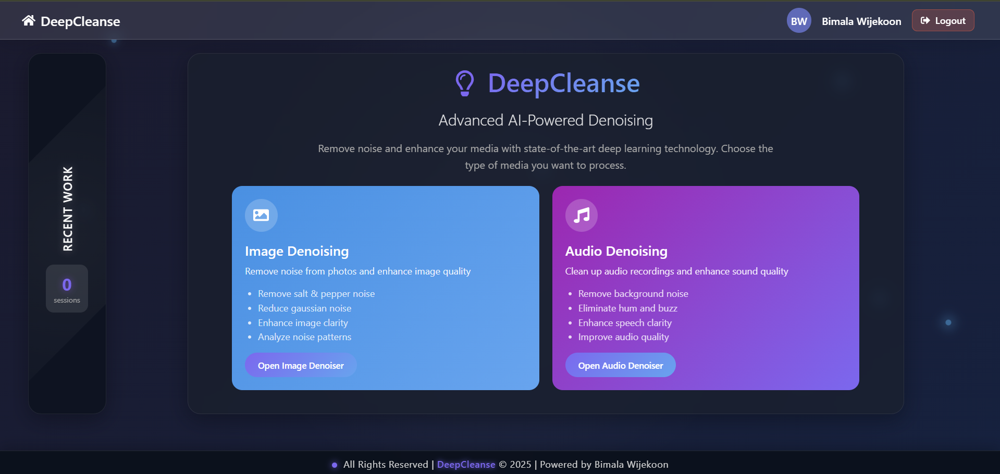 DeepCleanse
BW
Bimala Wijekoon
Logout
RECENT WORK
0
sessions
DeepCleanse
Advanced AI-Powered Denoising
Remove noise and enhance your media with state-of-the-art deep learning technology. Choose the
type of media you want to process.
Image Denoising
Remove noise from photos and enhance image quality
• Remove salt & pepper noise
• Reduce gaussian noise
• Enhance image clarity
• Analyze noise patterns
Open Image Denoiser
Audio Denoising
Clean up audio recordings and enhance sound quality
• Remove background noise
• Eliminate hum and buzz
• Enhance speech clarity
• Improve audio quality
Open Audio Denoiser
All Rights Reserved | DeepCleanse © 2025 | Powered by Bimala Wijekoon